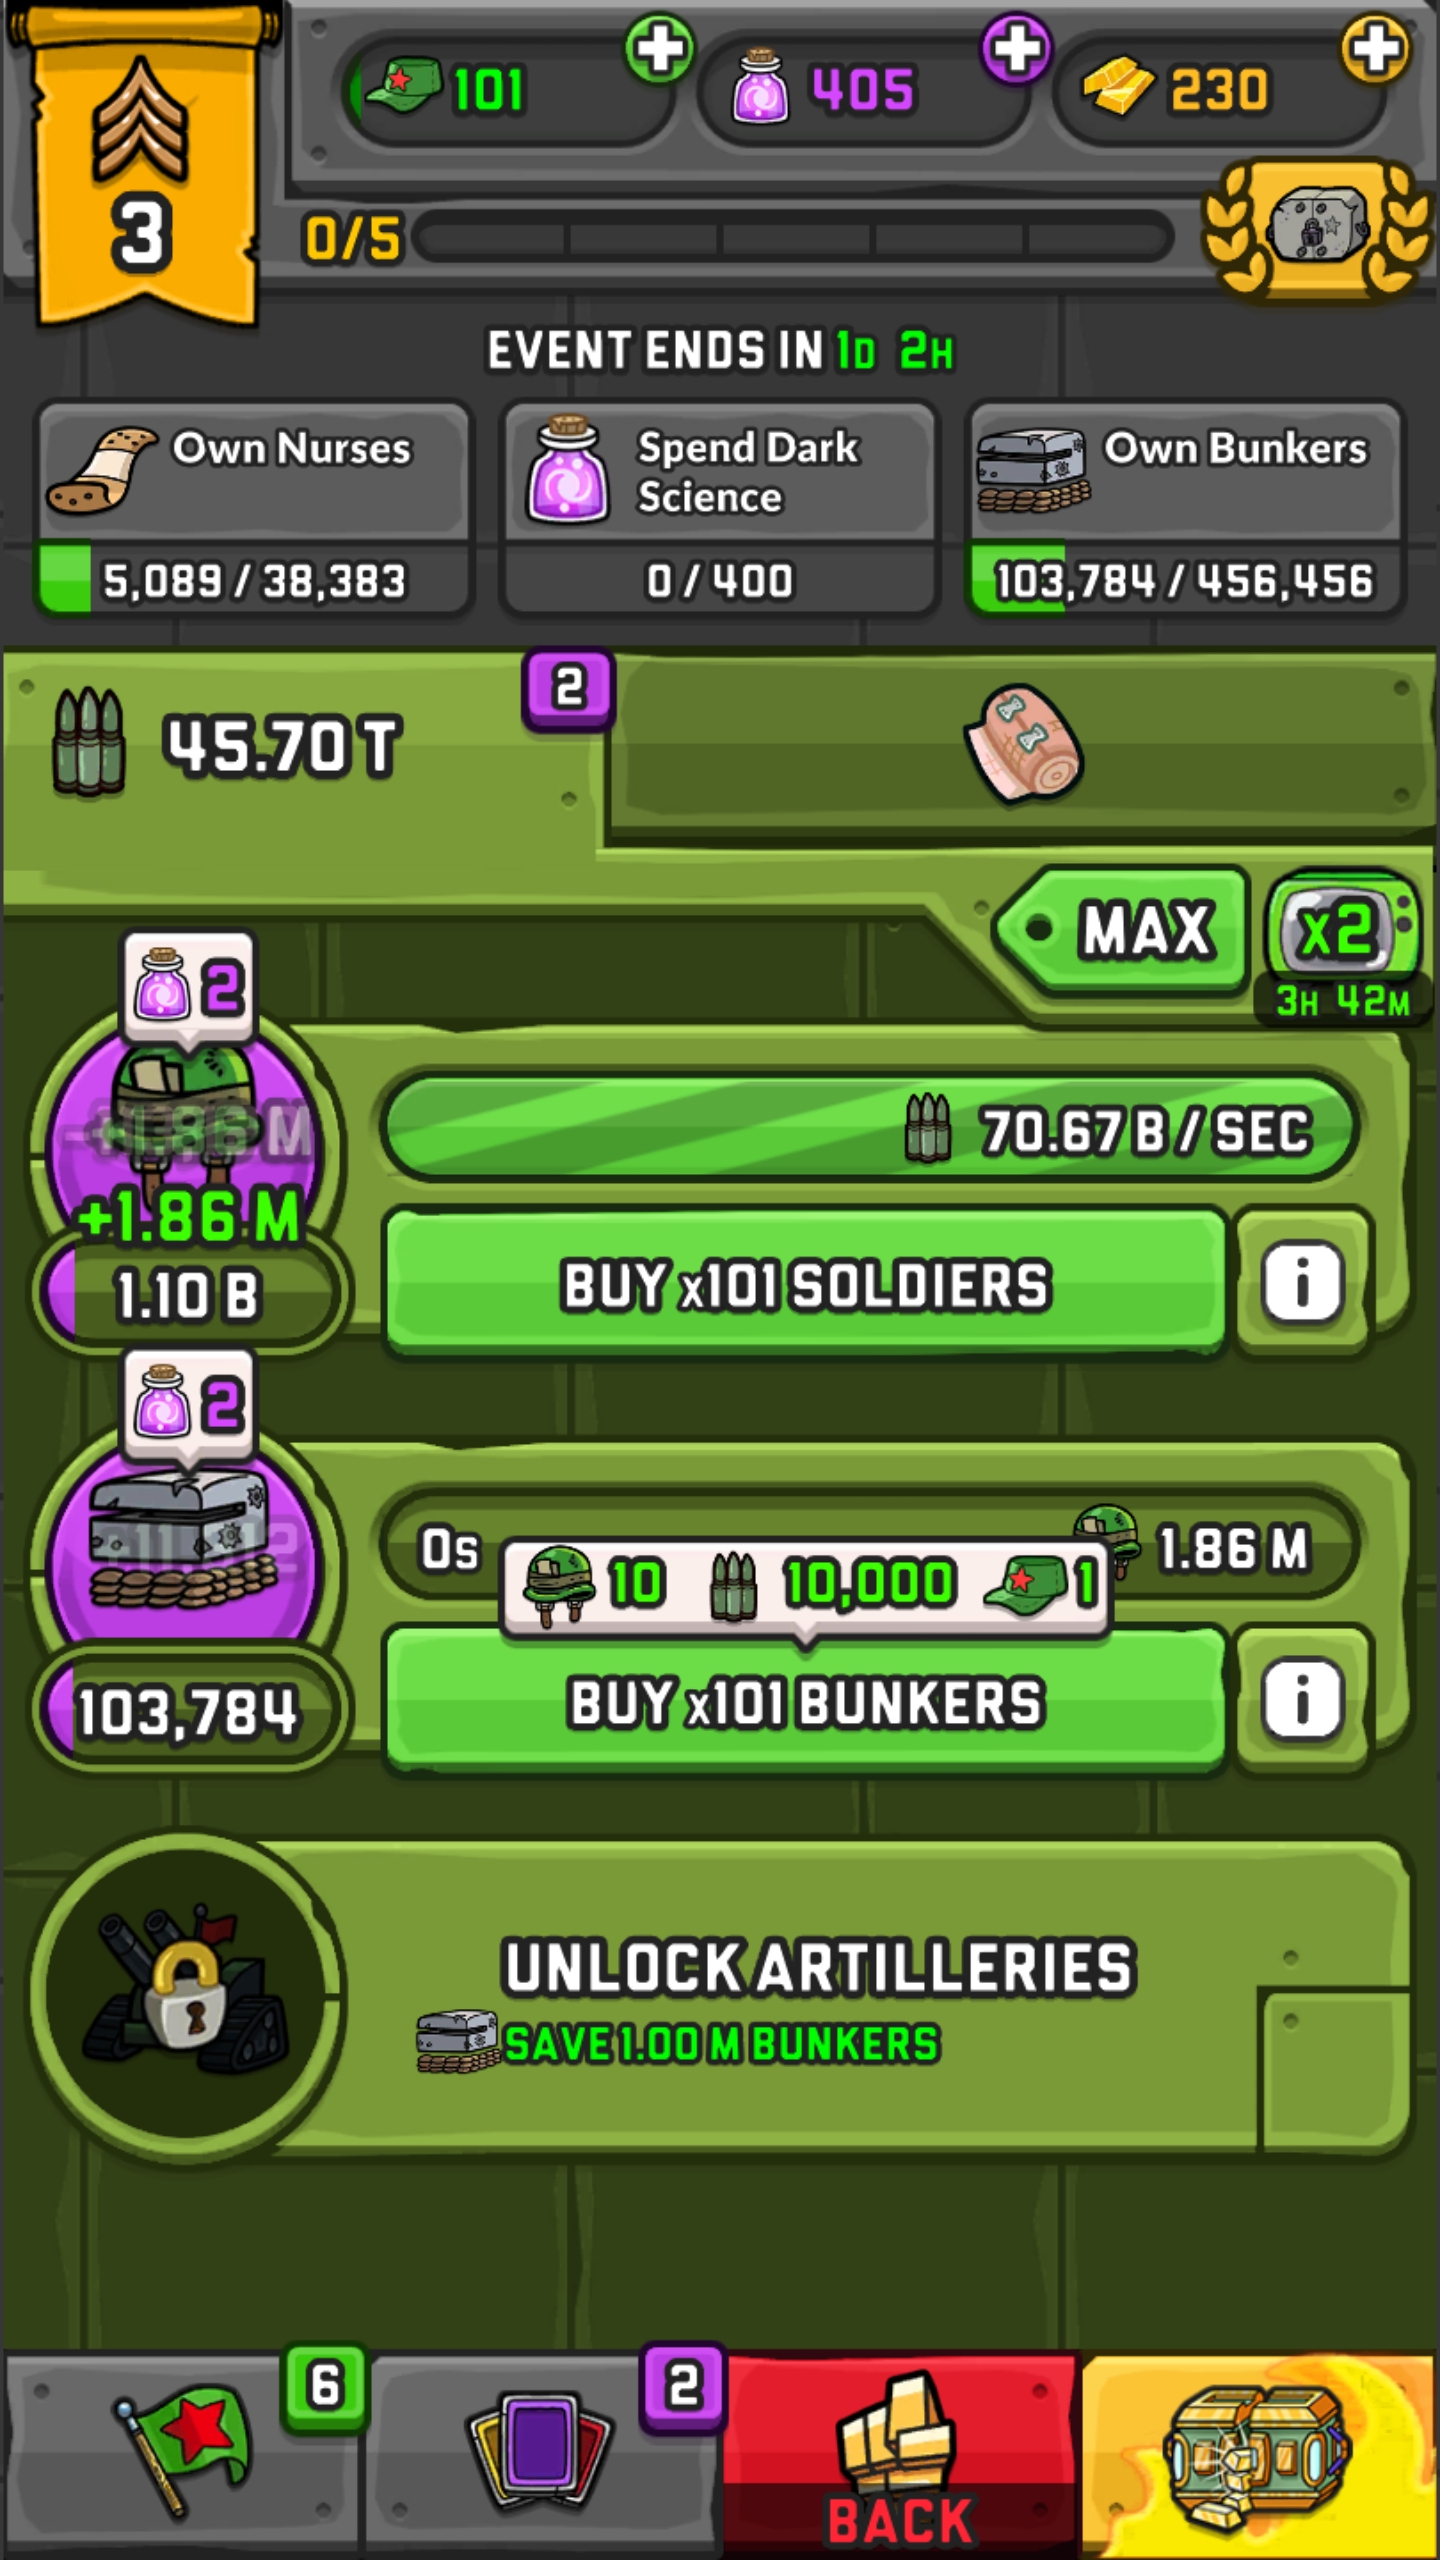 101
405
230
3
0/5
EVENT ENDS IN 1D 2H
Own Nurses
5,089 / 38,383
Spend Dark
Science
0 / 400
Own Bunkers
103,784 / 456,456
45.70 T
2
MAX
x2
3H 42M
2
70.67 B / SEC
+1.86 M
+1.86 M
1.10 B
BUY x101 SOLDIERS
i
2
0s
1.86 M
10 10,000 1
BUY x101 BUNKERS
i
103,784
UNLOCK ARTILLERIES
SAVE 1.00 M BUNKERS
6
2
BACK